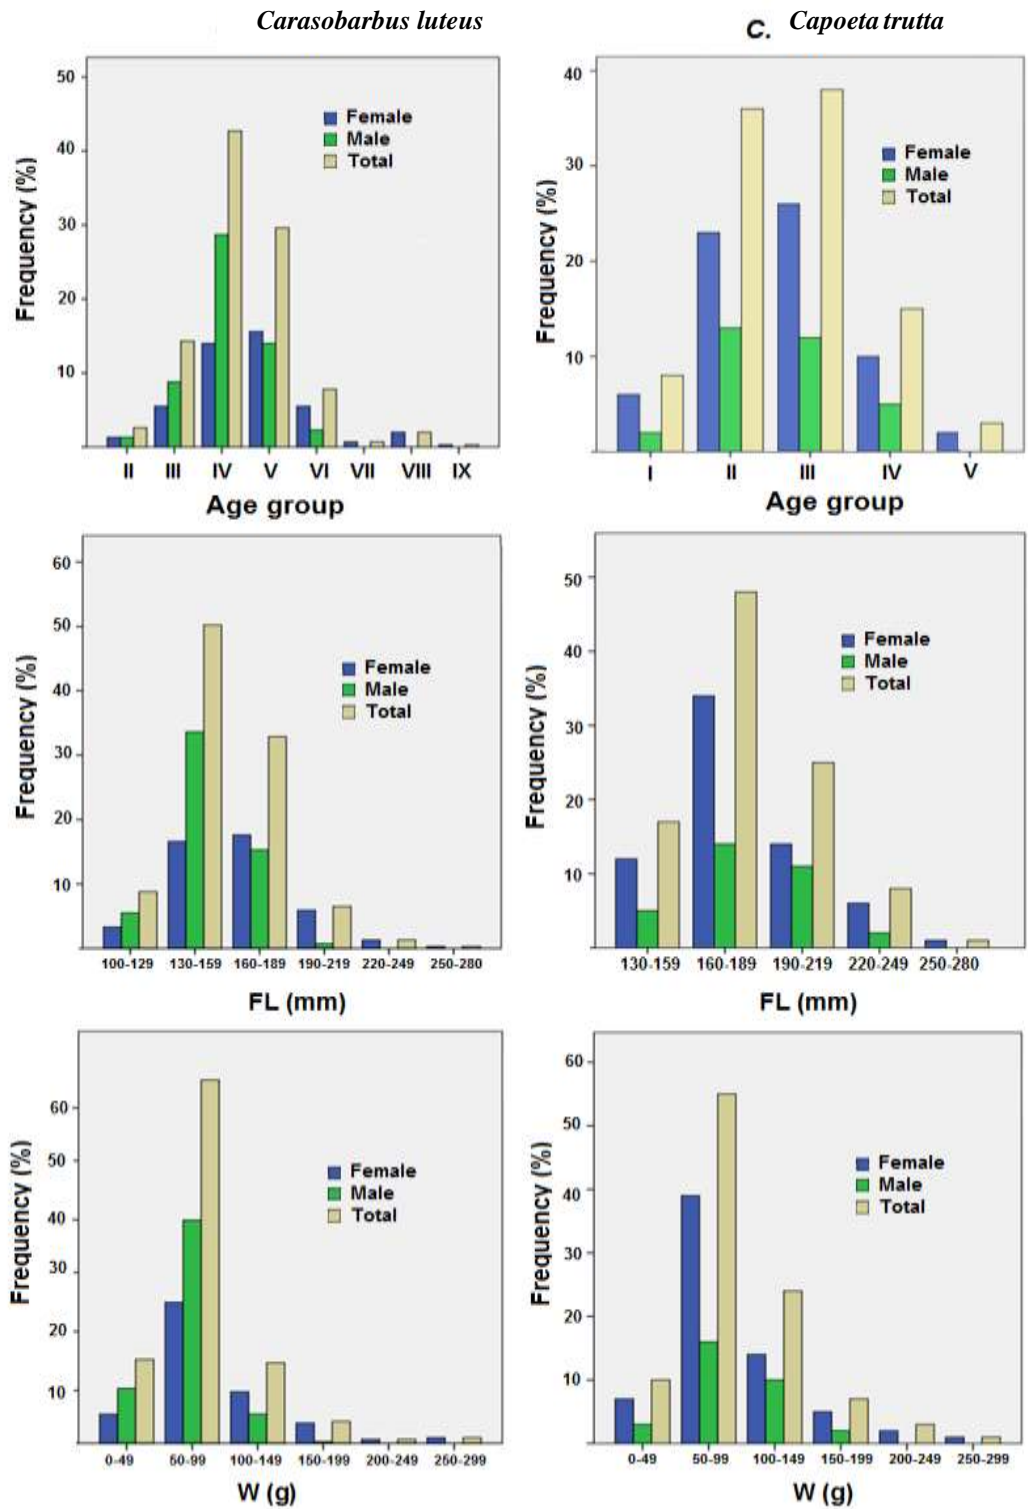 Carasobarbus luteus
C. Capoeta trutta
50
40
30
20
10
Frequency (%)
Female
Male
Total
II III IV V VI VII VIII IX
Age group
40
30
20
10
Frequency (%)
Female
Male
Total
I II III IV V
Age group
60
50
40
30
20
10
Frequency (%)
Female
Male
Total
100-129 130-159 160-189 190-219 220-249 250-280
FL (mm)
50
40
30
20
10
Frequency (%)
Female
Male
Total
130-159 160-189 190-219 220-249 250-280
FL (mm)
60
50
40
30
20
10
Frequency (%)
Female
Male
Total
0-49 50-99 100-149 150-199 200-249 250-299
W (g)
60
50
40
30
20
10
Frequency (%)
Female
Male
Total
0-49 50-99 100-149 150-199 200-249 250-299
W (g)